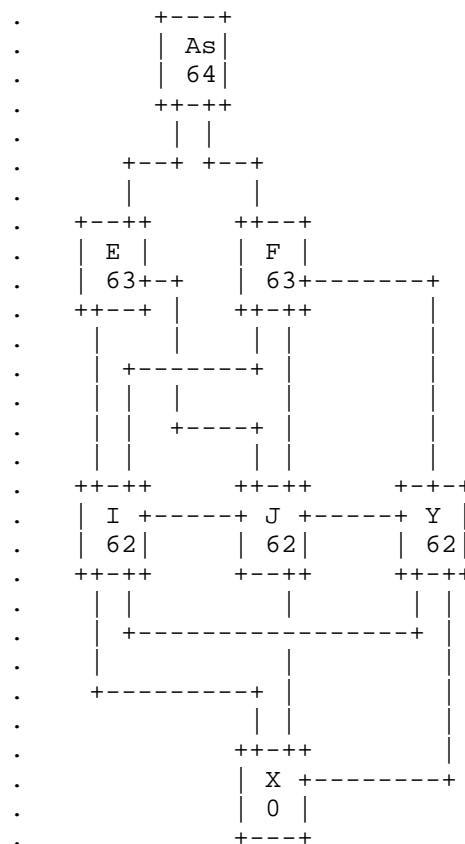 .         +---+
.         | As|
.         | 64|
.         ++-++
.          | |
.       +--+ +--+
.       |       |
.    +--++     ++--+
.    | E |     | F |
.    | 63+-+   | 63+-------+
.    ++--+ |   ++-++       |
.     |    |    | |        |
.     | +-------+ |        |
.     | |  |      |        |
.     | |  +----+ |        |
.     | |       | |        |
.    ++-++     ++-++     +-+-+
.    | I +-----+ J +-----+ Y |
.    | 62|     | 62|     | 62|
.    ++-++     +--++     ++-++
.     | |         |       | |
.     | +-----------------+ |
.     |           |         |
.     +---------+ |         |
.               | |         |
.              ++-++        |
.              | X +--------+
.              | 0 |
.              +---+